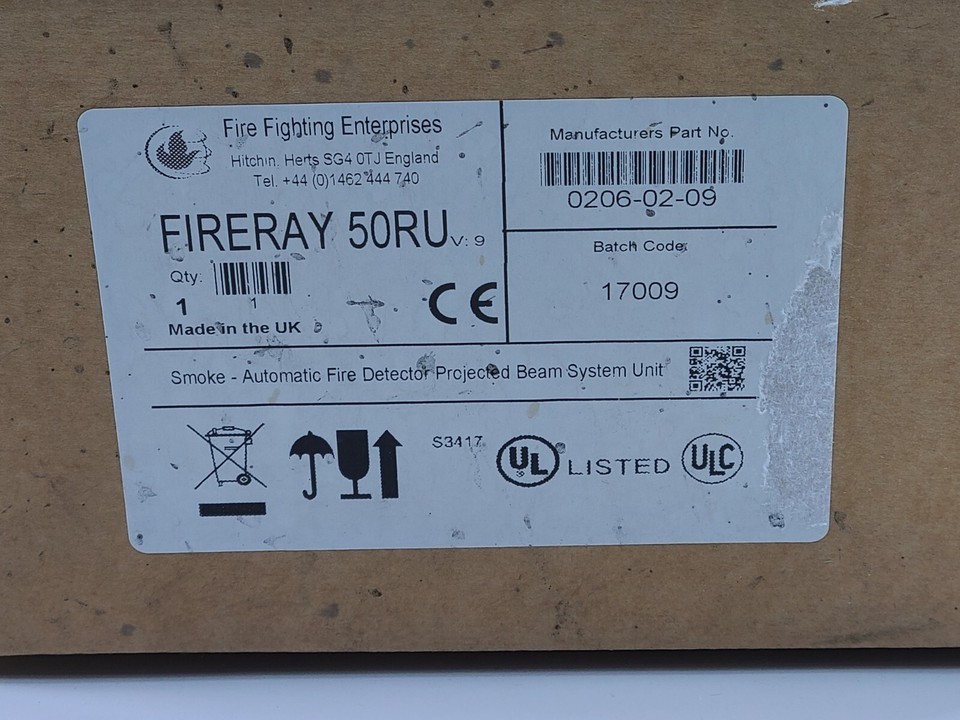 Fire Fighting Enterprises
Hitchin, Herts SG4 0TJ England
Tel. +44 (0)1462 444 740
FIRERAY 50RU V: 9
Qty: 1
1
Made in the UK
CE
Manufacturers Part No.
0206-02-09
Batch Code:
17009
Smoke - Automatic Fire Detector Projected Beam System Unit
S3417
UL LISTED
ULC